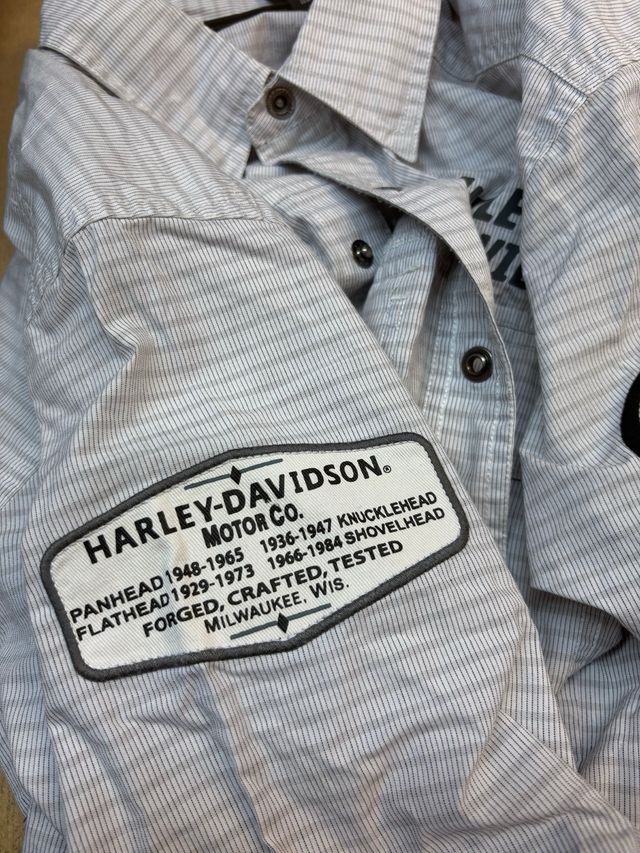 HARLEY-DAVIDSON®
MOTOR CO.
PANHEAD 1948-1965 1936-1947 KNUCKLEHEAD
FLATHEAD 1929-1973 1966-1984 SHOVELHEAD
FORGED, CRAFTED, TESTED
MILWAUKEE, WIS.